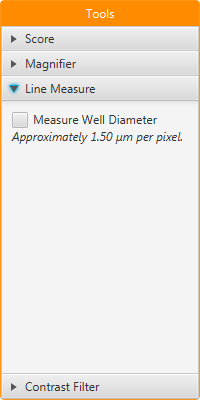 Tools
Score
Magnifier
Line Measure
Measure Well Diameter
Approximately 1.50 µm per pixel.
Contrast Filter